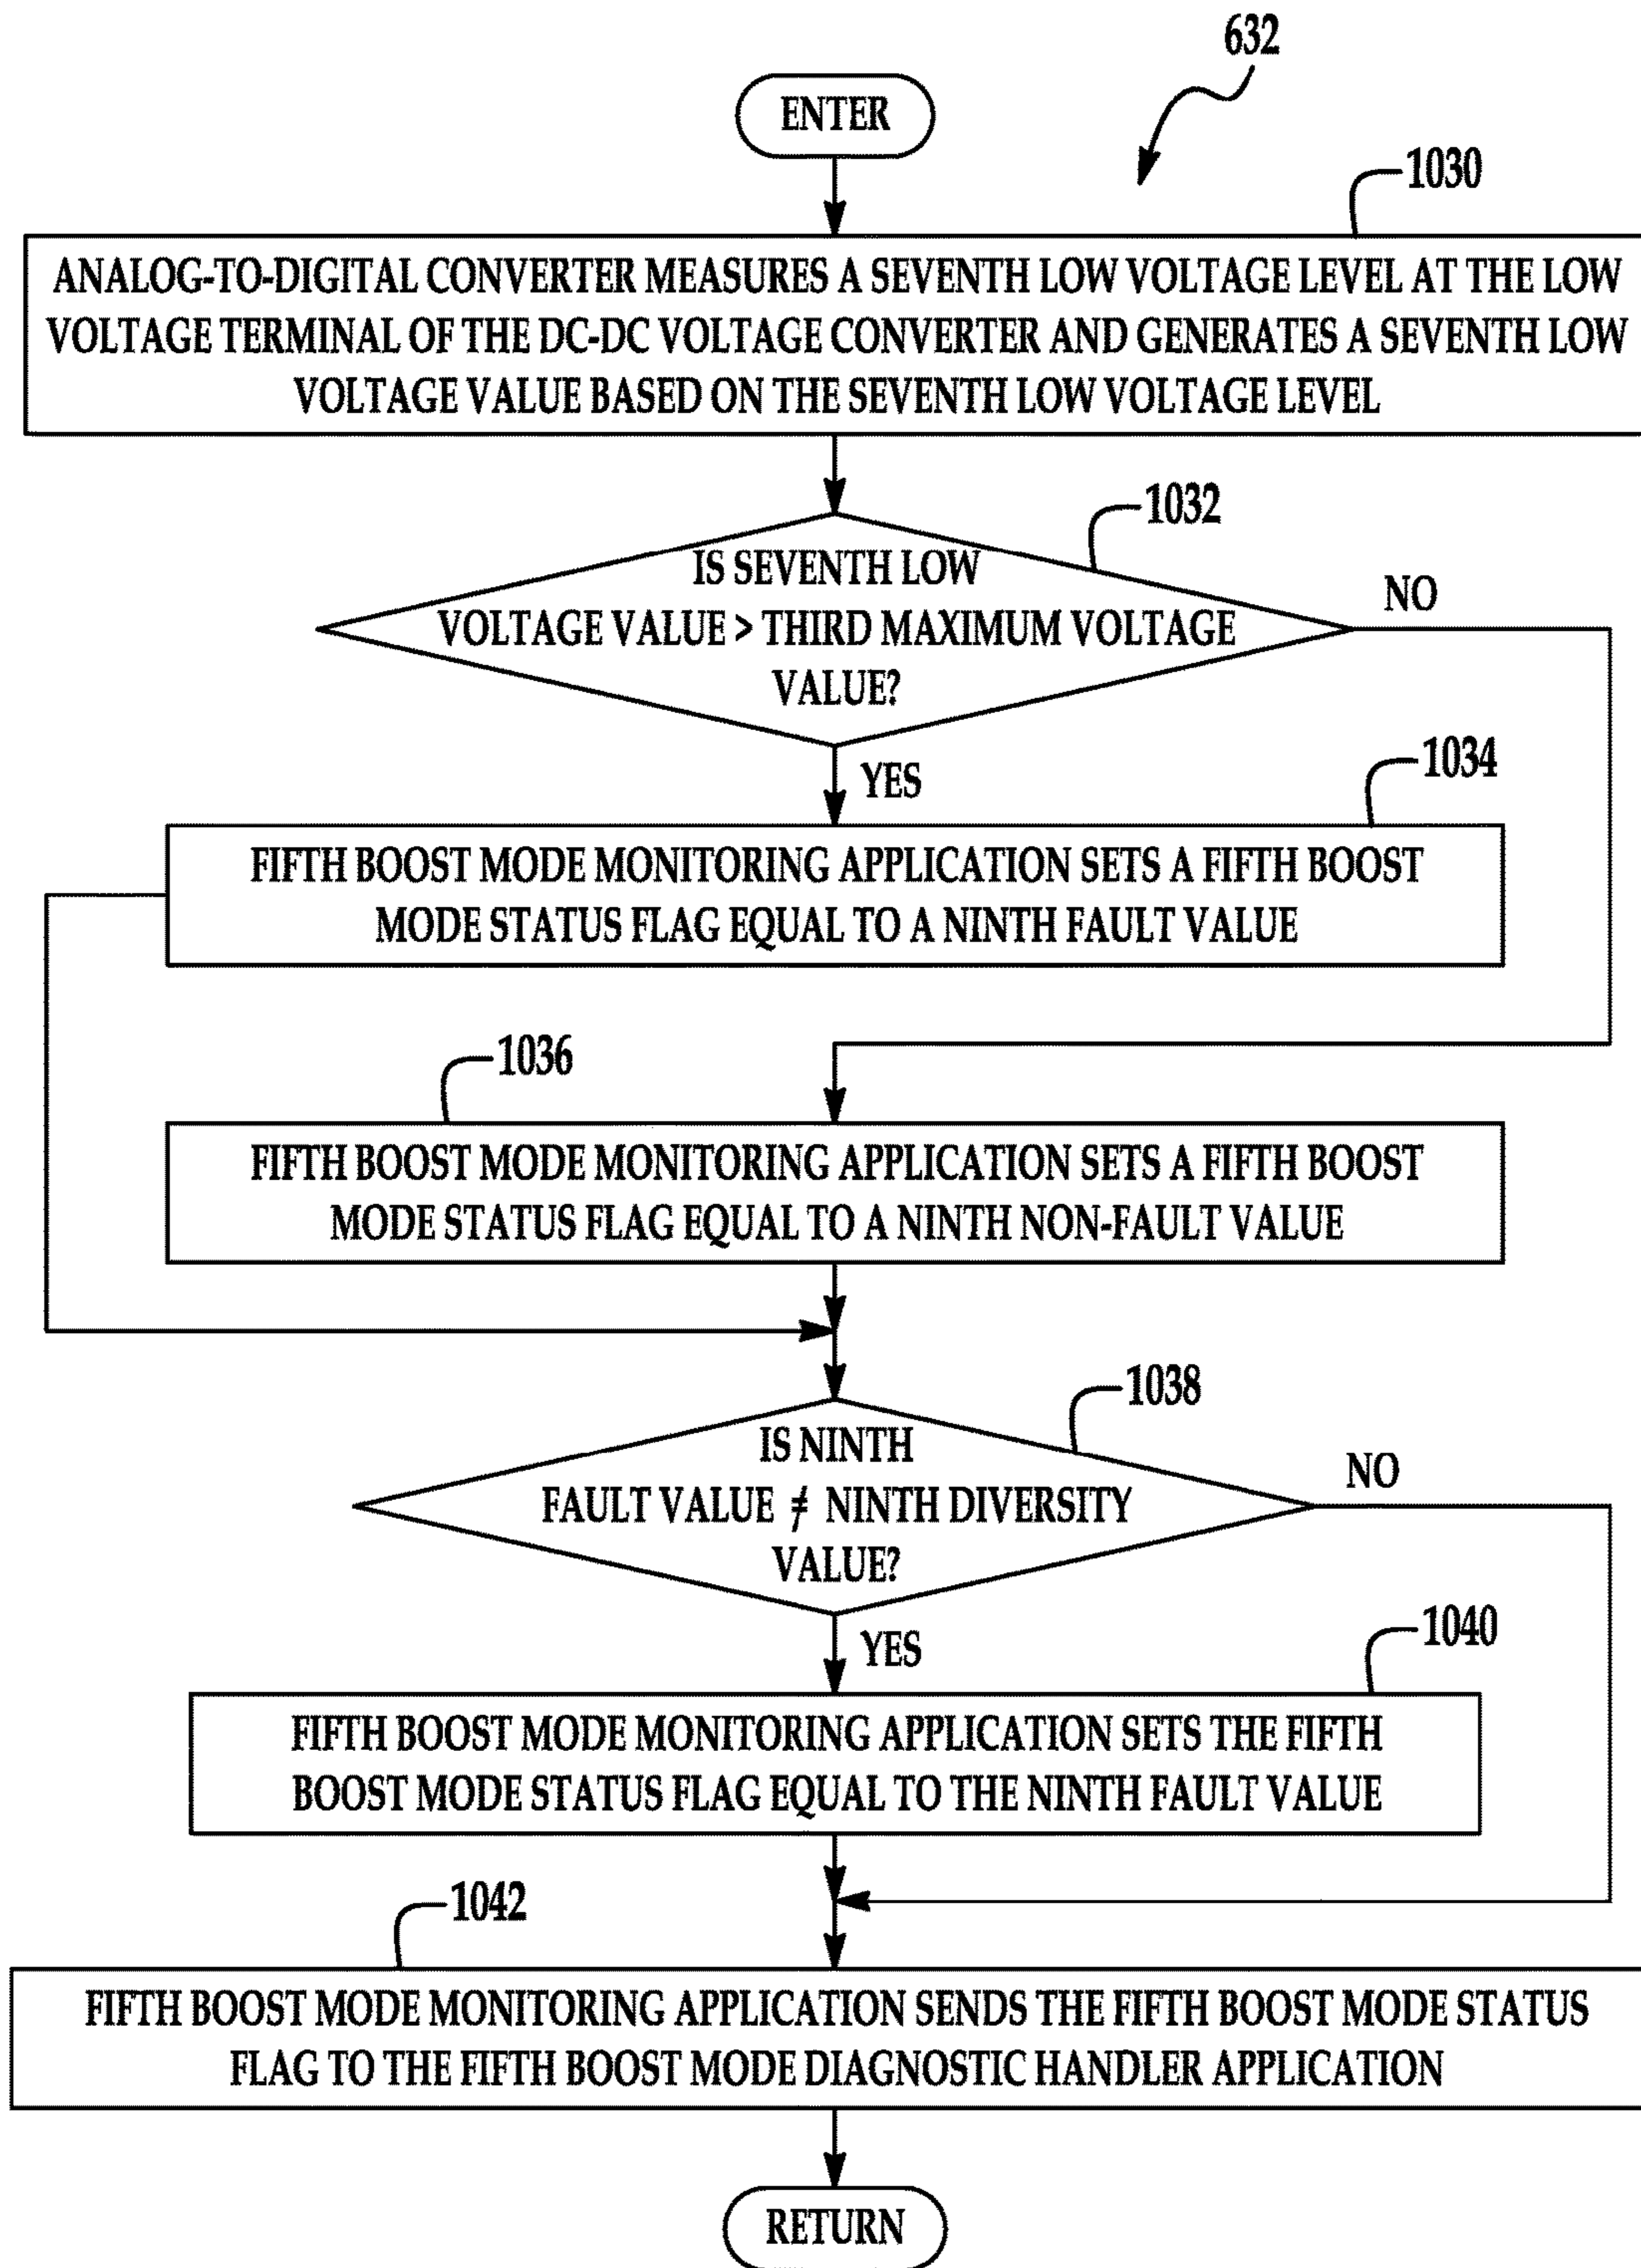 632
ENTER
1030
ANALOG-TO-DIGITAL CONVERTER MEASURES A SEVENTH LOW VOLTAGE LEVEL AT THE LOW
VOLTAGE TERMINAL OF THE DC-DC VOLTAGE CONVERTER AND GENERATES A SEVENTH LOW
VOLTAGE VALUE BASED ON THE SEVENTH LOW VOLTAGE LEVEL
1032
IS SEVENTH LOW
VOLTAGE VALUE > THIRD MAXIMUM VOLTAGE
VALUE?
NO
YES
1034
FIFTH BOOST MODE MONITORING APPLICATION SETS A FIFTH BOOST
MODE STATUS FLAG EQUAL TO A NINTH FAULT VALUE
1036
FIFTH BOOST MODE MONITORING APPLICATION SETS A FIFTH BOOST
MODE STATUS FLAG EQUAL TO A NINTH NON-FAULT VALUE
1038
IS NINTH
FAULT VALUE ≠ NINTH DIVERSITY
VALUE?
NO
YES
1040
FIFTH BOOST MODE MONITORING APPLICATION SETS THE FIFTH
BOOST MODE STATUS FLAG EQUAL TO THE NINTH FAULT VALUE
1042
FIFTH BOOST MODE MONITORING APPLICATION SENDS THE FIFTH BOOST MODE STATUS
FLAG TO THE FIFTH BOOST MODE DIAGNOSTIC HANDLER APPLICATION
RETURN